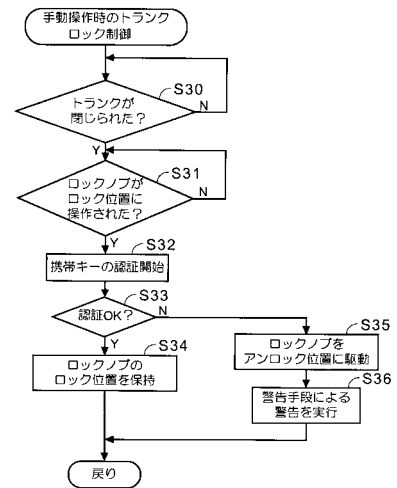 手動操作時のトランク
ロック制御
S30
トランクが
閉じられた?
N
Y
S31
ロックノブが
ロック位置に
操作された?
N
Y
S32
携帯キーの認証開始
S33
認証OK?
N
Y
S34
ロックノブの
ロック位置を保持
S35
ロックノブを
アンロック位置に駆動
S36
警告手段による
警告を実行
戻り